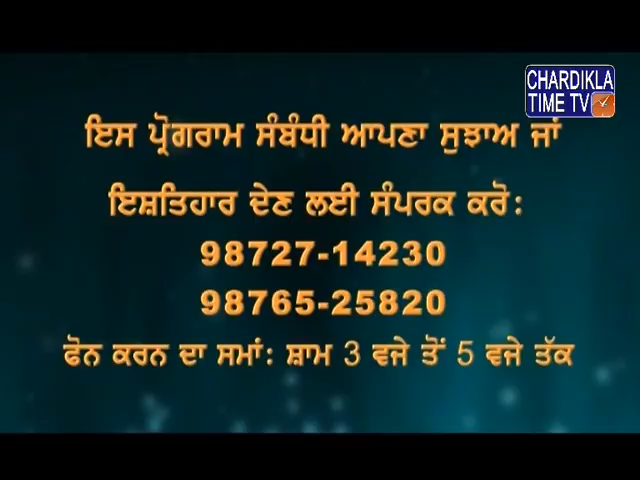 CHARDIKLA
TIME TV
ਇਸ ਪ੍ਰੋਗਰਾਮ ਸੰਬੰਧੀ ਆਪਣਾ ਸੁਝਾਅ ਜਾਂ
ਇਸ਼ਤਿਹਾਰ ਦੇਣ ਲਈ ਸੰਪਰਕ ਕਰੋ:
98727-14230
98765-25820
ਫੋਨ ਕਰਨ ਦਾ ਸਮਾਂ: ਸ਼ਾਮ 3 ਵਜੇ ਤੋਂ 5 ਵਜੇ ਤੱਕ